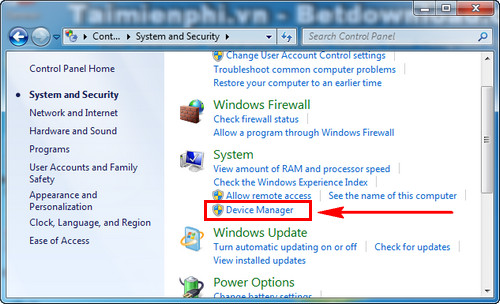 Taimienphi.vn - Batdown
Cont... System and Security
Search Control Panel
Control Panel Home
System and Security
Network and Internet
Hardware and Sound
Programs
User Accounts and Family
Safety
Appearance and
Personalization
Clock, Language, and Region
Ease of Access
Change User Account Control settings
Troubleshoot common computer problems
Restore your computer to an earlier time
Windows Firewall
Check firewall status
Allow a program through Windows Firewall
System
View amount of RAM and processor speed
Check the Windows Experience Index
Allow remote access See the name of this computer
Device Manager
Windows Update
Turn automatic updating on or off Check for updates
View installed updates
Power Options
Change battery settings